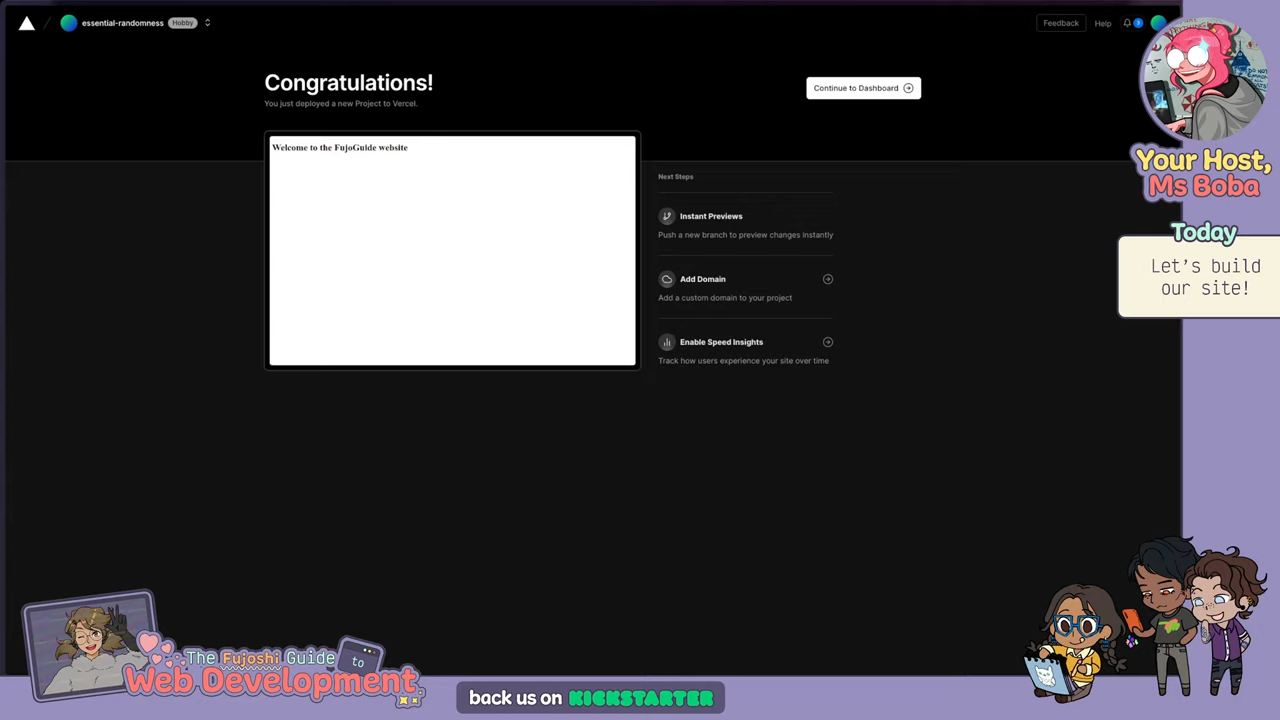 essential-randomness Hobby
Feedback
Help
3
Congratulations!
You just deployed a new Project to Vercel.
Continue to Dashboard
Welcome to the FujoGuide website
Next Steps
Instant Previews
Push a new branch to preview changes instantly
Add Domain
Add a custom domain to your project
Enable Speed Insights
Track how users experience your site over time
Your Host,
Ms Boba
Today
Let's build
our site!
The Fujoshi Guide
to
Web Development
back us on KICKSTARTER